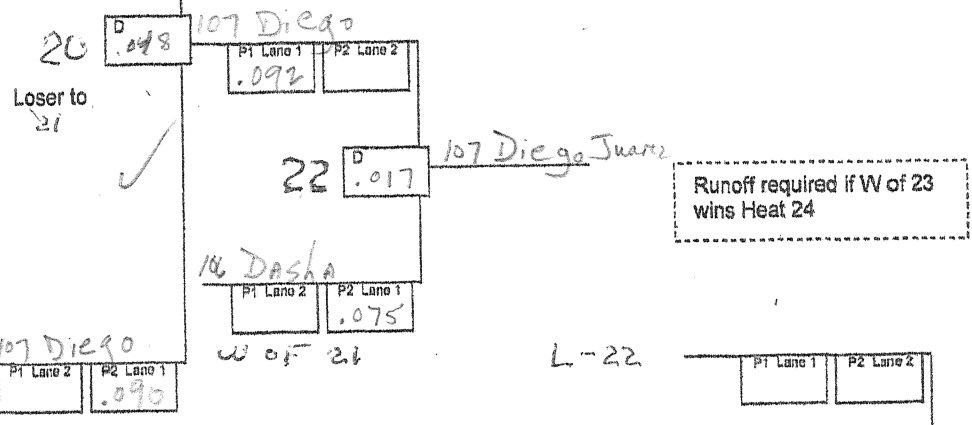 107 Diego
20 D .048
P1 Lane 1 P2 Lane 2
.092
Loser to
21
22 D .017
107 Diego Juarez
Runoff required if W of 23
wins Heat 24
Dasha
P1 Lane 2 P2 Lane 1
.075
W OF 21
L-22
107 Diego
P1 Lane 2 P2 Lane 1
.090
P1 Lane 1 P2 Lane 2